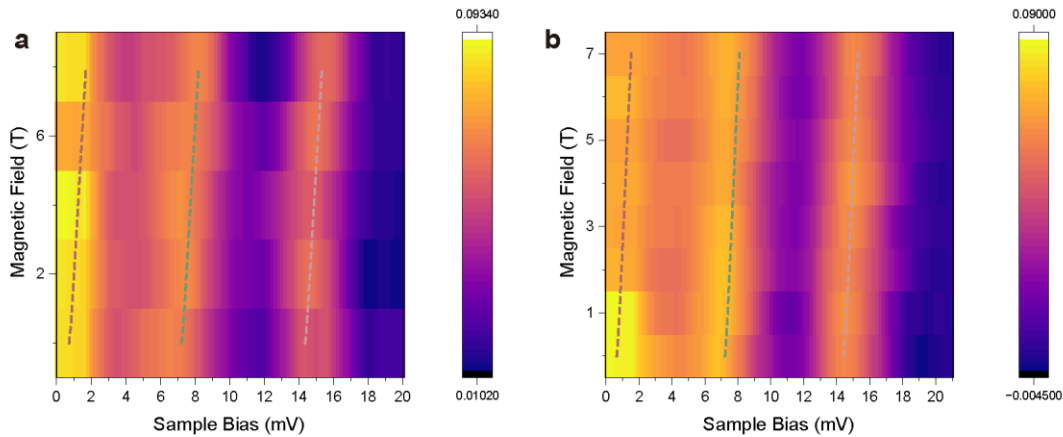 a
0.09340
6
2
Magnetic Field (T)
0 2 4 6 8 10 12 14 16 18 20
Sample Bias (mV)
0.01020
b
0.09000
7
5
3
1
Magnetic Field (T)
0 2 4 6 8 10 12 14 16 18 20
Sample Bias (mV)
−0.004500